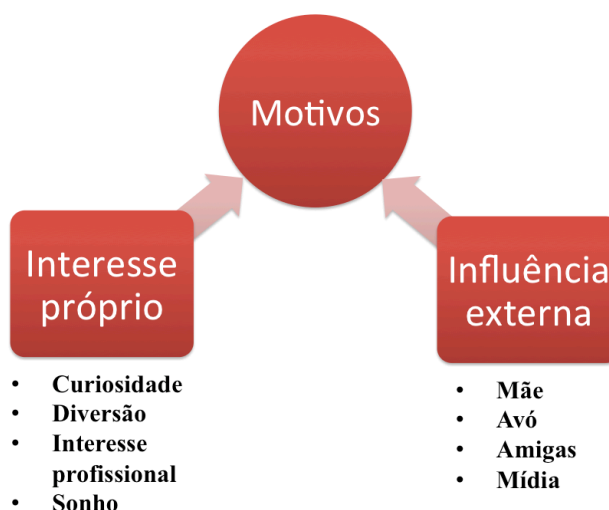 Motivos
Interesse
próprio
• Curiosidade
• Diversão
• Interesse
profissional
• Sonho
Influência
externa
• Mãe
• Avó
• Amigas
• Mídia